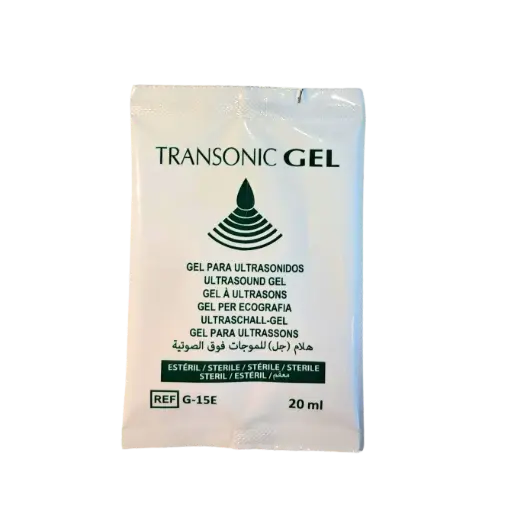 TRANSONIC GEL
GEL PARA ULTRASONIDOS
ULTRASOUND GEL
GEL À ULTRASONS
GEL PER ECOGRAFIA
ULTRASCHALL-GEL
GEL PARA ULTRASSONS
هلام (جل) للموجات فوق الصوتية
ESTÉRIL / STERILE / STÉRILE / STERILE
STERIL / ESTÉRIL / معقم
REF G-15E 20 ml